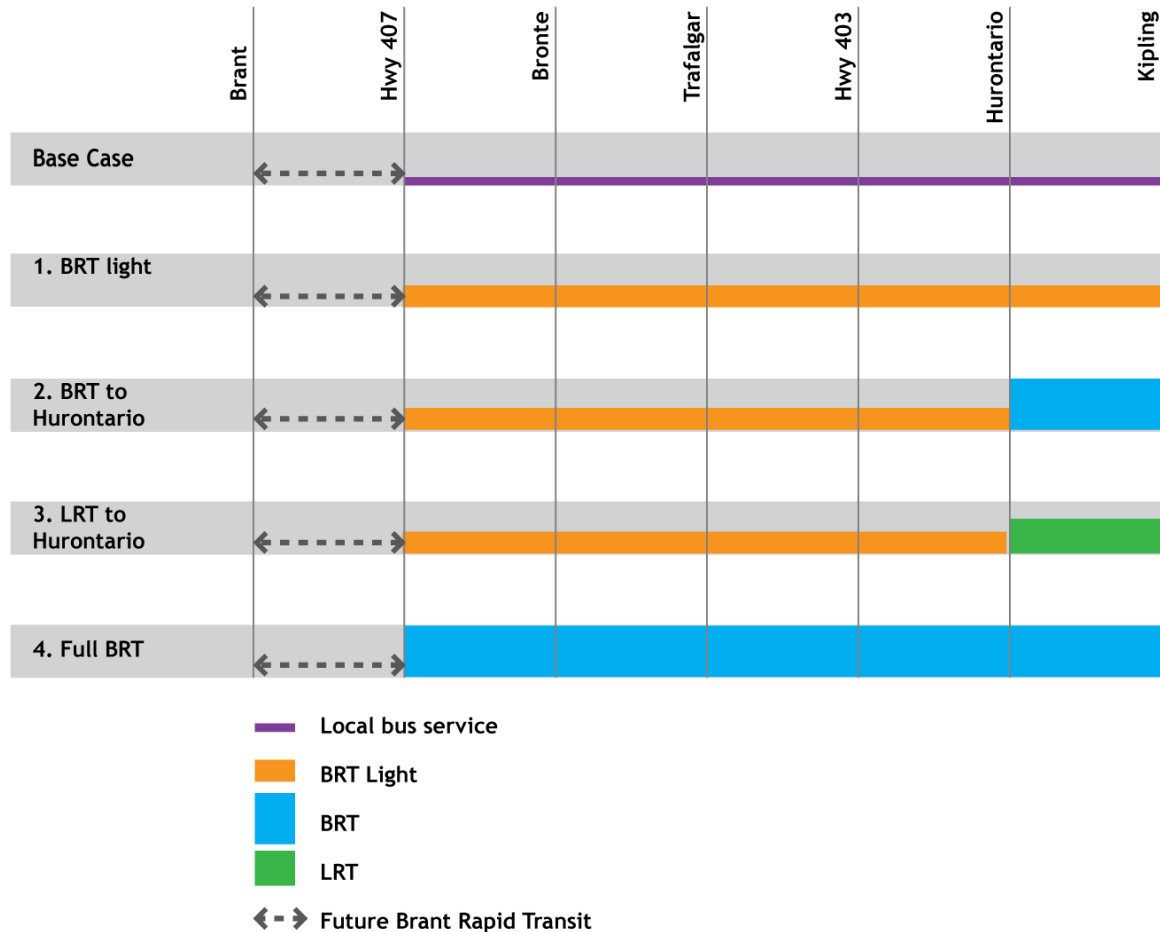 Brant
Hwy 407
Bronte
Trafalgar
Hwy 403
Hurontario
Kipling
Base Case
1. BRT light
2. BRT to
Hurontario
3. LRT to
Hurontario
4. Full BRT
Local bus service
BRT Light
BRT
LRT
Future Brant Rapid Transit